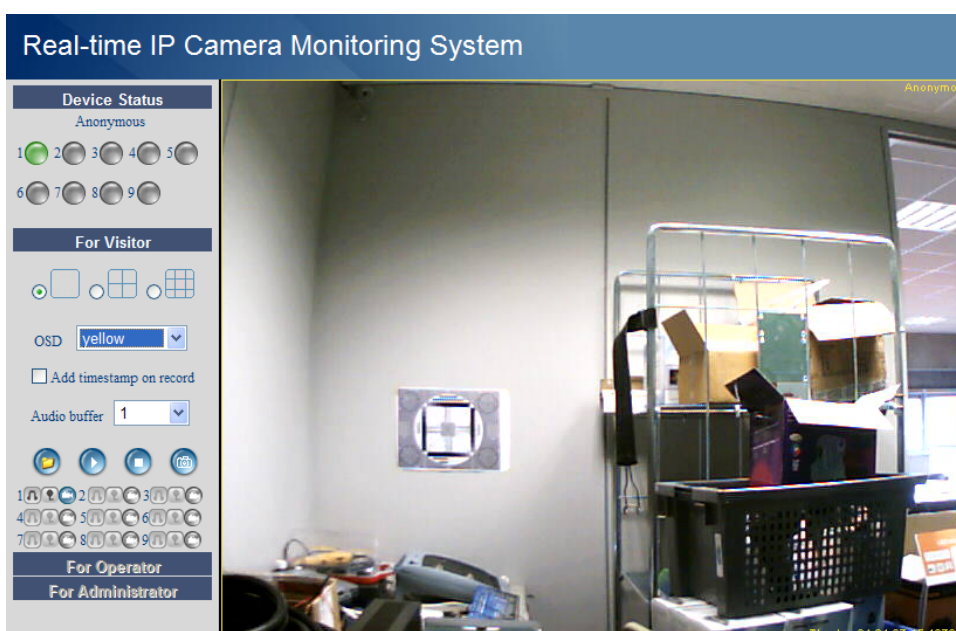 Real-time IP Camera Monitoring System
Device Status
Anonymous
1 2 3 4 5
6 7 8 9
For Visitor
OSD yellow
Add timestamp on record
Audio buffer 1
1 2 3
4 5 6
7 8 9
For Operator
For Administrator
Anonymo